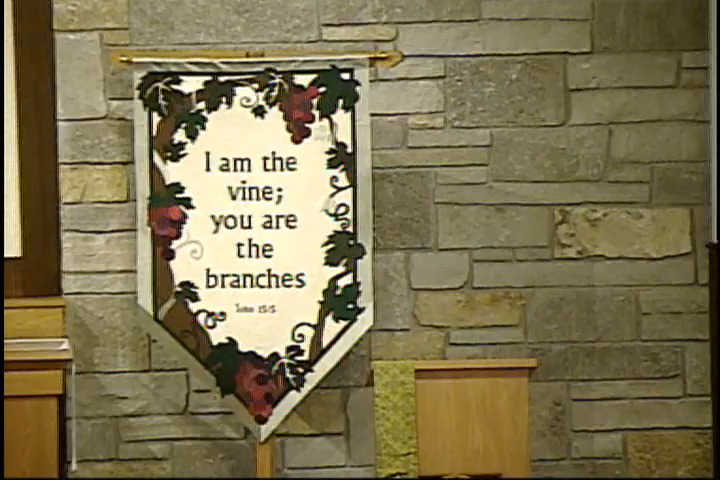 I am the
vine;
you are
the
branches
John 15:5